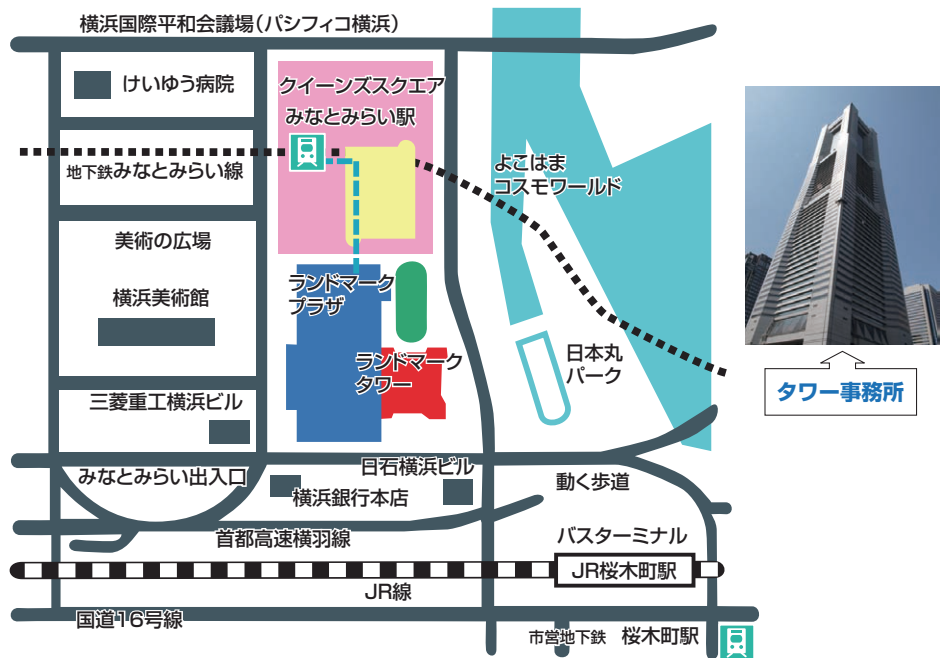 横浜国際平和会議場（パシフィコ横浜）
けいゆう病院
クイーンズスクエア
みなとみらい駅
地下鉄みなとみらい線
よこはま
コスモワールド
美術の広場
横浜美術館
ランドマーク
プラザ
ランドマーク
タワー
日本丸
パーク
タワー事務所
三菱重工横浜ビル
みなとみらい出入口
日石横浜ビル
横浜銀行本店
動く歩道
首都高速横羽線
バスターミナル
JR桜木町駅
JR線
国道16号線
市営地下鉄 桜木町駅